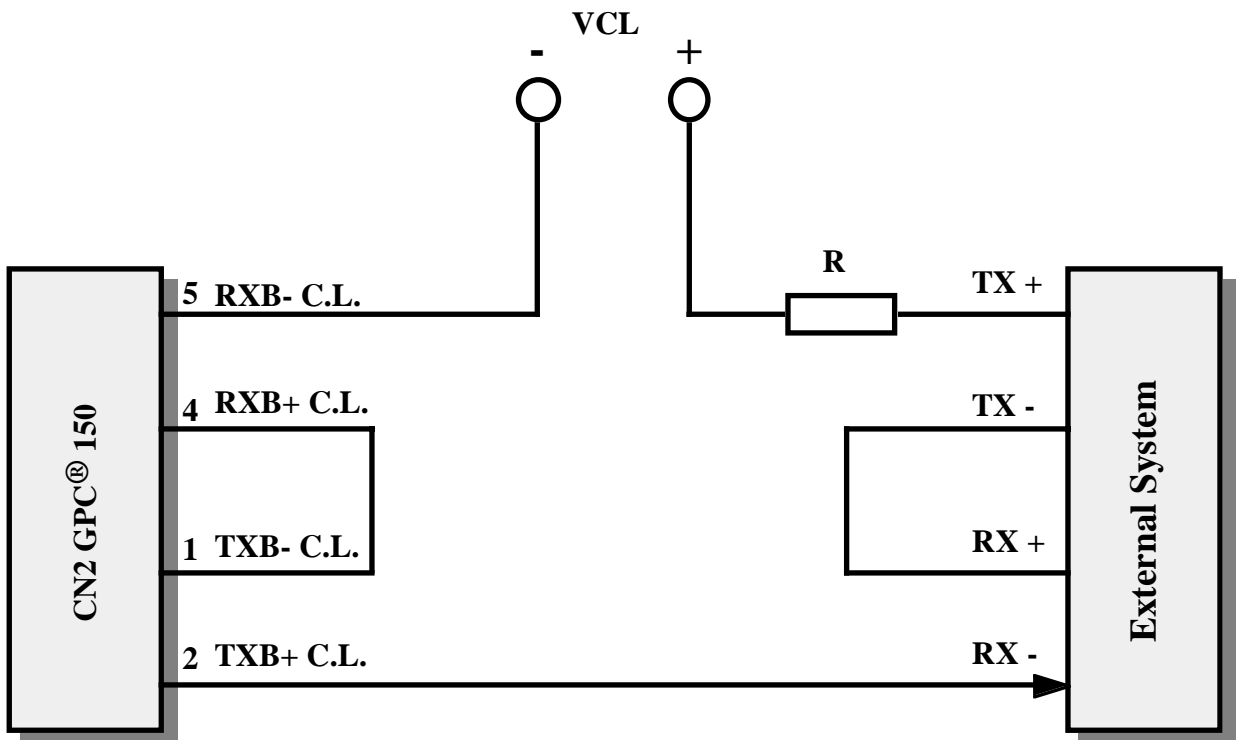 VCL
- +
R
5 RXB- C.L.
TX +
4 RXB+ C.L.
TX -
CN2 GPC® 150
External System
1 TXB- C.L.
RX +
2 TXB+ C.L.
RX -